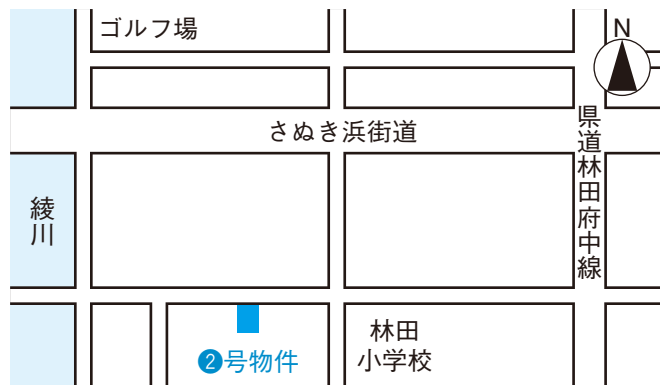 ゴルフ場
N
さぬき浜街道
県道林田府中線
綾川
林田
小学校
❷号物件